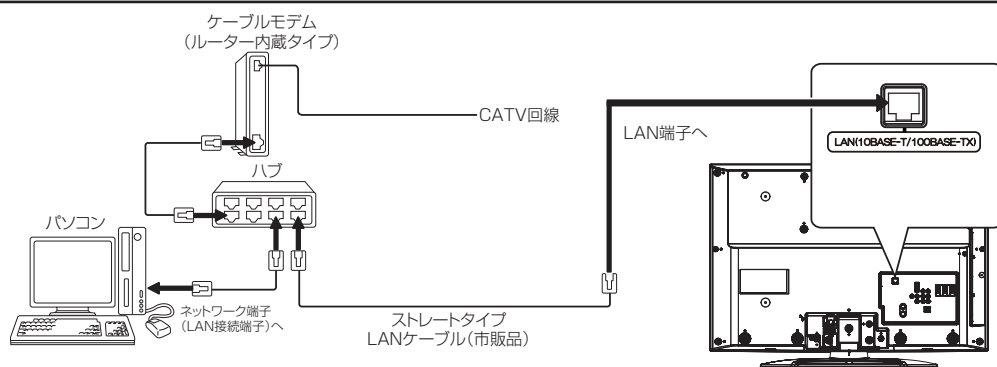 ケーブルモデム
（ルーター内蔵タイプ）
CATV回線
LAN端子へ
LAN(10BASE-T/100BASE-TX)
ハブ
パソコン
ネットワーク端子
（LAN接続端子）へ
ストレートタイプ
LANケーブル（市販品）